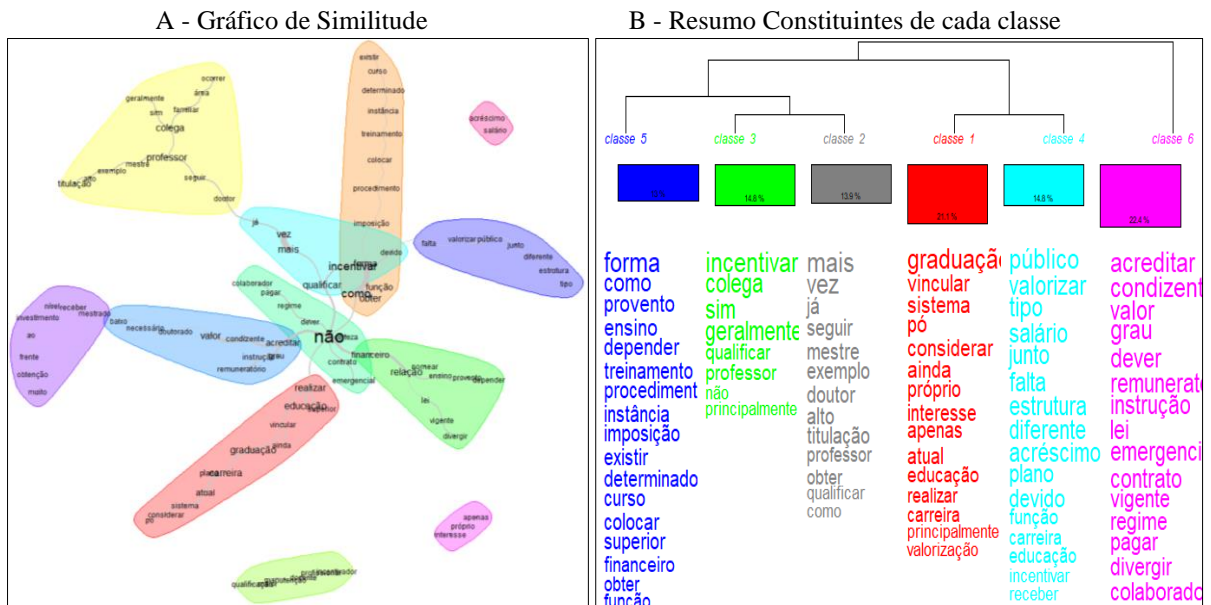 A - Gráfico de Similitude
B - Resumo Constituintes de cada classe
existir
curso
determinado
instância
treinamento
colocar
procedimento
imposição
devido
forma
função
obter
ocorrer
área
geralmente
sim
familiar
colega
professor
mestre
exemplo
alto
titulação
seguir
doutor
acréscimo
salário
já
vez
mais
incentivar
qualificar
como
falta
valorizar público
junto
diferente
estrutura
tipo
colaborador
pagar
regime
dever
não
contrato
emergencial
financeiro
relação
nomear
ensino
provento
depender
lei
vigente
divergir
nível
receber
mestrado
investimento
ao
frente
obtenção
muito
necessário
doutorado
valor
condizente
acreditar
instrução
grau
remuneratório
realizar
educação
superior
vincular
ainda
graduação
plano
carreira
atual
sistema
considerar
pó
apenas
próprio
interesse
qualificação
manutenção
incentivador
classe 5
classe 3
classe 2
classe 1
classe 4
classe 6
14.8 %
13.9 %
21.1 %
14.8 %
22.4 %
forma
como
provento
ensino
depender
treinamento
procediment
instância
imposição
existir
determinado
curso
colocar
superior
financeiro
obter
função
incentivar
colega
sim
geralmente
qualificar
professor
não
principalmente
mais
vez
já
seguir
mestre
exemplo
doutor
alto
titulação
professor
obter
qualificar
como
graduaçã
vincular
sistema
pó
considerar
ainda
próprio
interesse
apenas
atual
educação
realizar
carreira
principalmente
valorização
público
valorizar
tipo
salário
junto
falta
estrutura
diferente
acréscimo
plano
devido
função
carreira
educação
incentivar
receber
acreditar
condizent
valor
grau
dever
remunerat
instrução
lei
emergenci
contrato
vigente
regime
pagar
divergir
colaborado